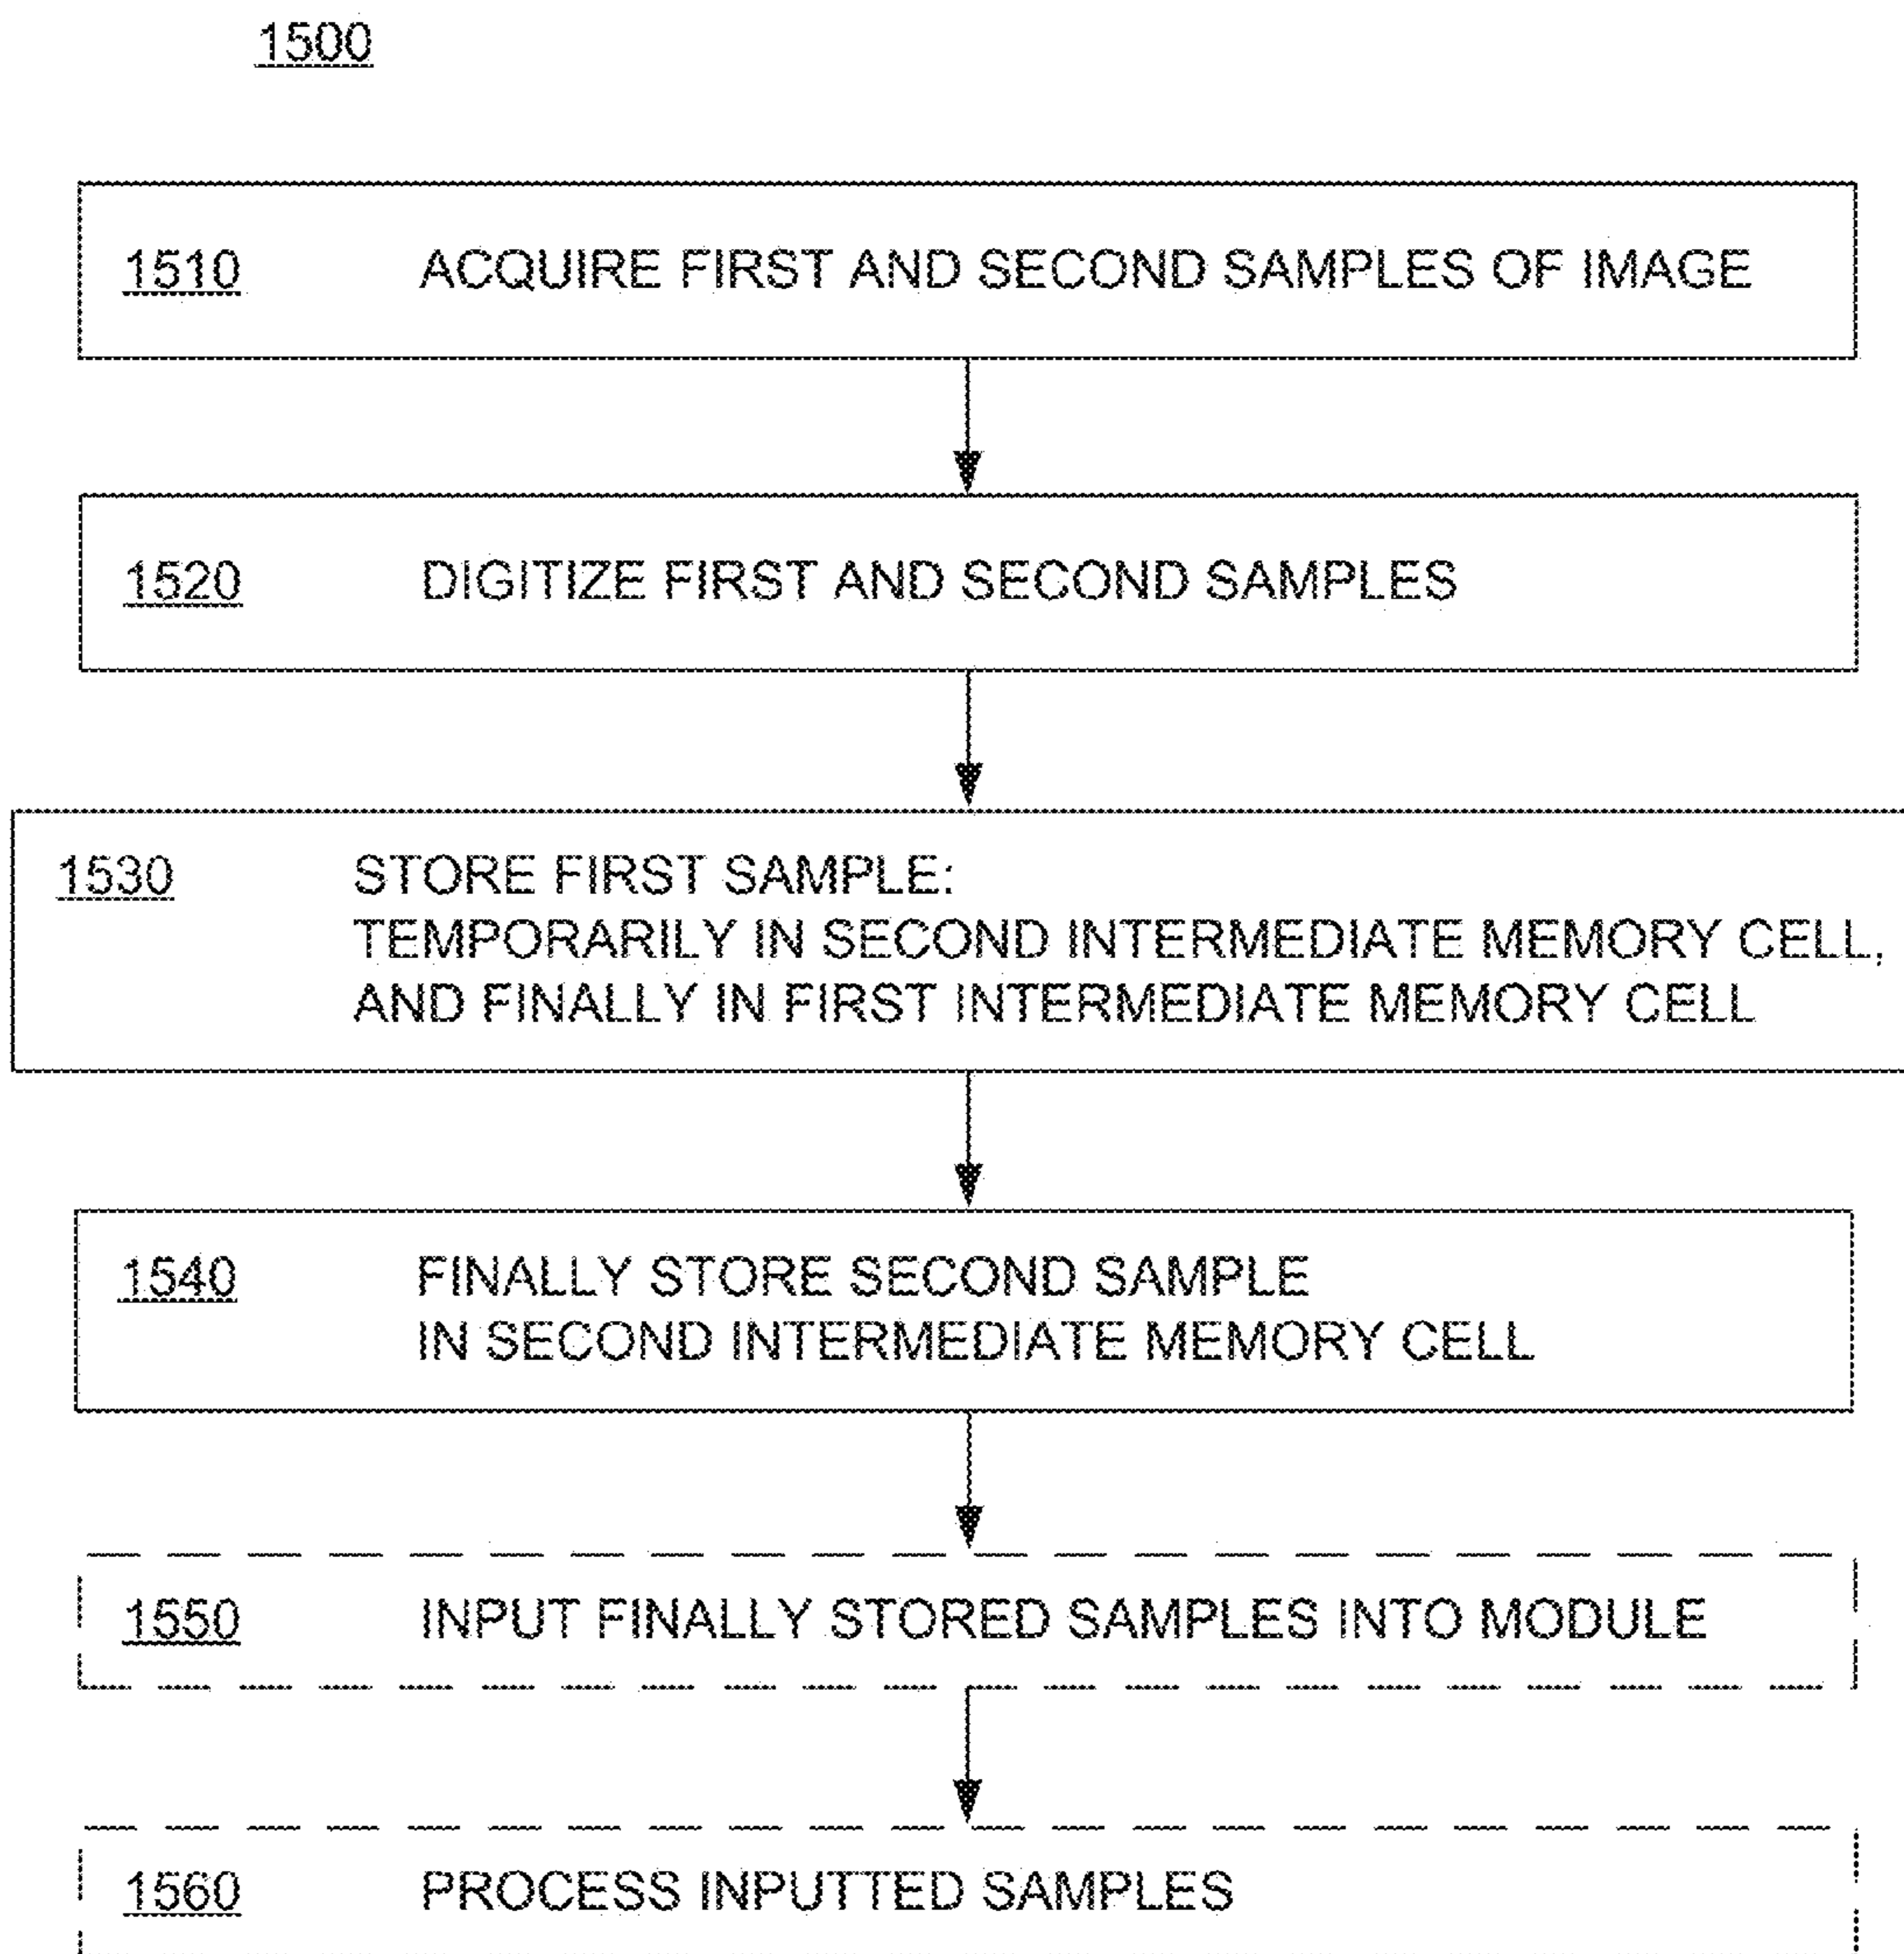 1500
1510 ACQUIRE FIRST AND SECOND SAMPLES OF IMAGE
1520 DIGITIZE FIRST AND SECOND SAMPLES
1530 STORE FIRST SAMPLE:
TEMPORARILY IN SECOND INTERMEDIATE MEMORY CELL,
AND FINALLY IN FIRST INTERMEDIATE MEMORY CELL
1540 FINALLY STORE SECOND SAMPLE
IN SECOND INTERMEDIATE MEMORY CELL
1550 INPUT FINALLY STORED SAMPLES INTO MODULE
1560 PROCESS INPUTTED SAMPLES